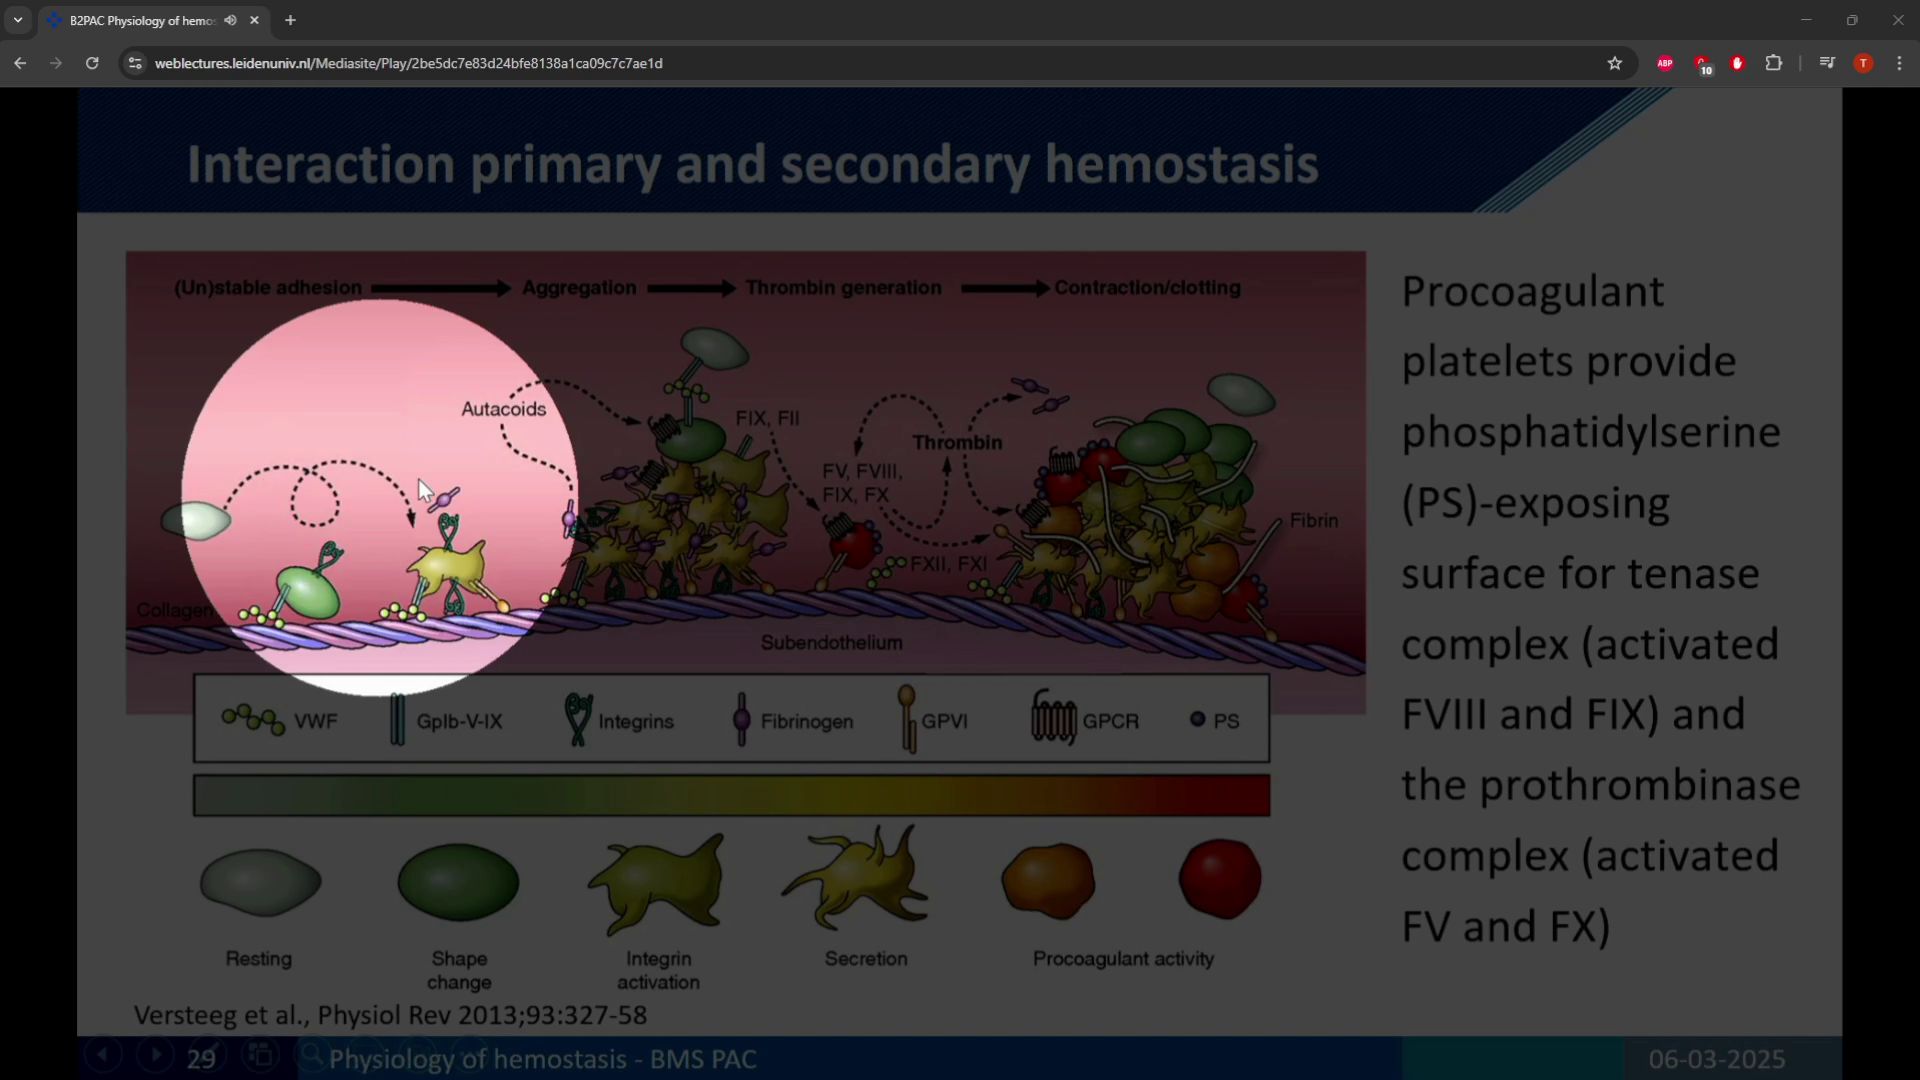 B2PAC Physiology of hemos
weblectures.leidenuniv.nl/Mediasite/Play/2be5dc7e83d24bfe8138a1ca09c7c7ae1d
ABP
10
T
Interaction primary and secondary hemostasis
(Un)stable adhesion
Aggregation
Thrombin generation
Contraction/clotting
Autacoids
FIX, FII
Thrombin
FV, FVIII,
FIX, FX
FXII, FXI
Fibrin
Collagen
Subendothelium
VWF
GpIb-V-IX
Integrins
Fibrinogen
GPVI
GPCR
PS
Resting
Shape
change
Integrin
activation
Secretion
Procoagulant activity
Procoagulant
platelets provide
phosphatidylserine
(PS)-exposing
surface for tenase
complex (activated
FVIII and FIX) and
the prothrombinase
complex (activated
FV and FX)
Versteeg et al., Physiol Rev 2013;93:327-58
29
Physiology of hemostasis - BMS PAC
06-03-2025